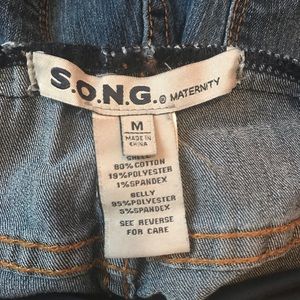 S.O.N.G.® MATERNITY
M
MADE IN
CHINA
SHELL
80%COTTON
19%POLYESTER
1%SPANDEX
BELLY
95%POLYESTER
5%SPANDEX
SEE REVERSE
FOR CARE